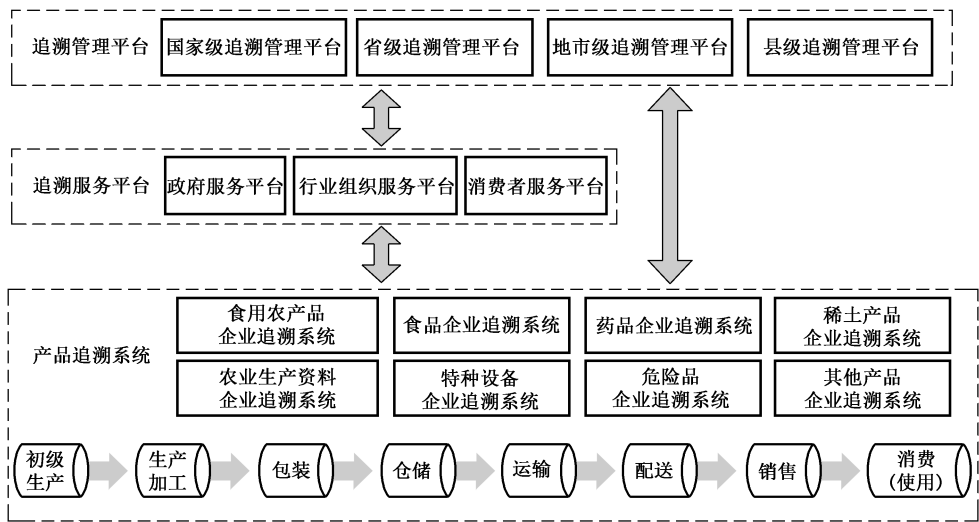 追溯管理平台
国家级追溯管理平台
省级追溯管理平台
地市级追溯管理平台
县级追溯管理平台
追溯服务平台
政府服务平台
行业组织服务平台
消费者服务平台
产品追溯系统
食用农产品
企业追溯系统
食品企业追溯系统
药品企业追溯系统
稀土产品
企业追溯系统
农业生产资料
企业追溯系统
特种设备
企业追溯系统
危险品
企业追溯系统
其他产品
企业追溯系统
初级
生产
生产
加工
包装
仓储
运输
配送
销售
消费
(使用)